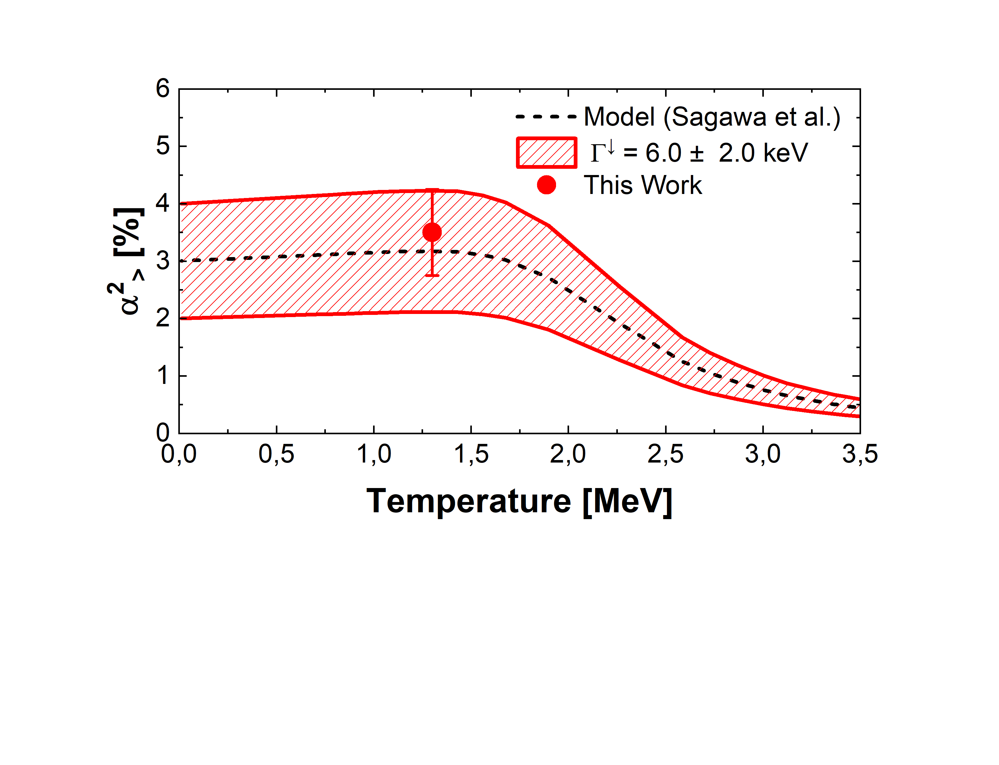 6
5
4
3
2
1
0
α²> [%]
Model (Sagawa et al.)
Γ↓ = 6.0 ± 2.0 keV
This Work
0,0 0,5 1,0 1,5 2,0 2,5 3,0 3,5
Temperature [MeV]